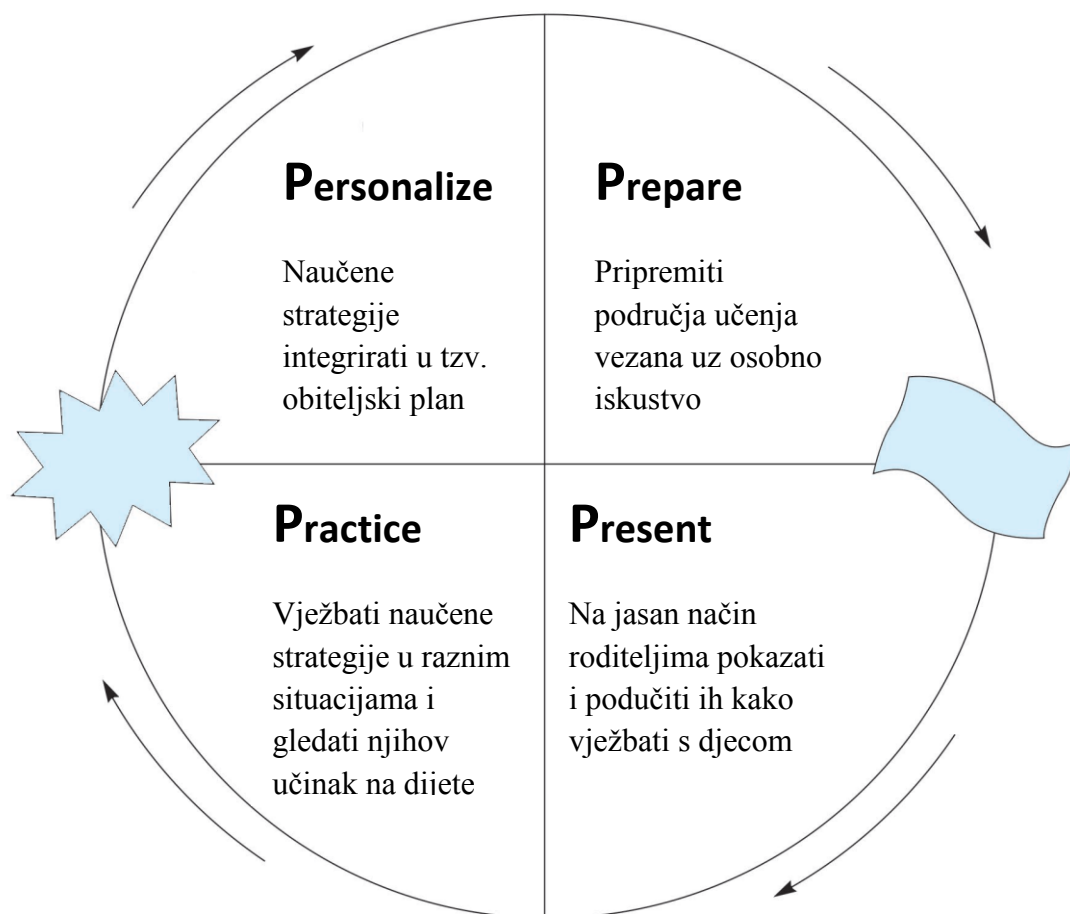 Personalize
Naučene
strategije
integrirati u tzv.
obiteljski plan
Prepare
Pripremiti
područja učenja
vezana uz osobno
iskustvo
Practice
Vježbati naučene
strategije u raznim
situacijama i
gledati njihov
učinak na dijete
Present
Na jasan način
roditeljima pokazati
i podučiti ih kako
vježbati s djecom